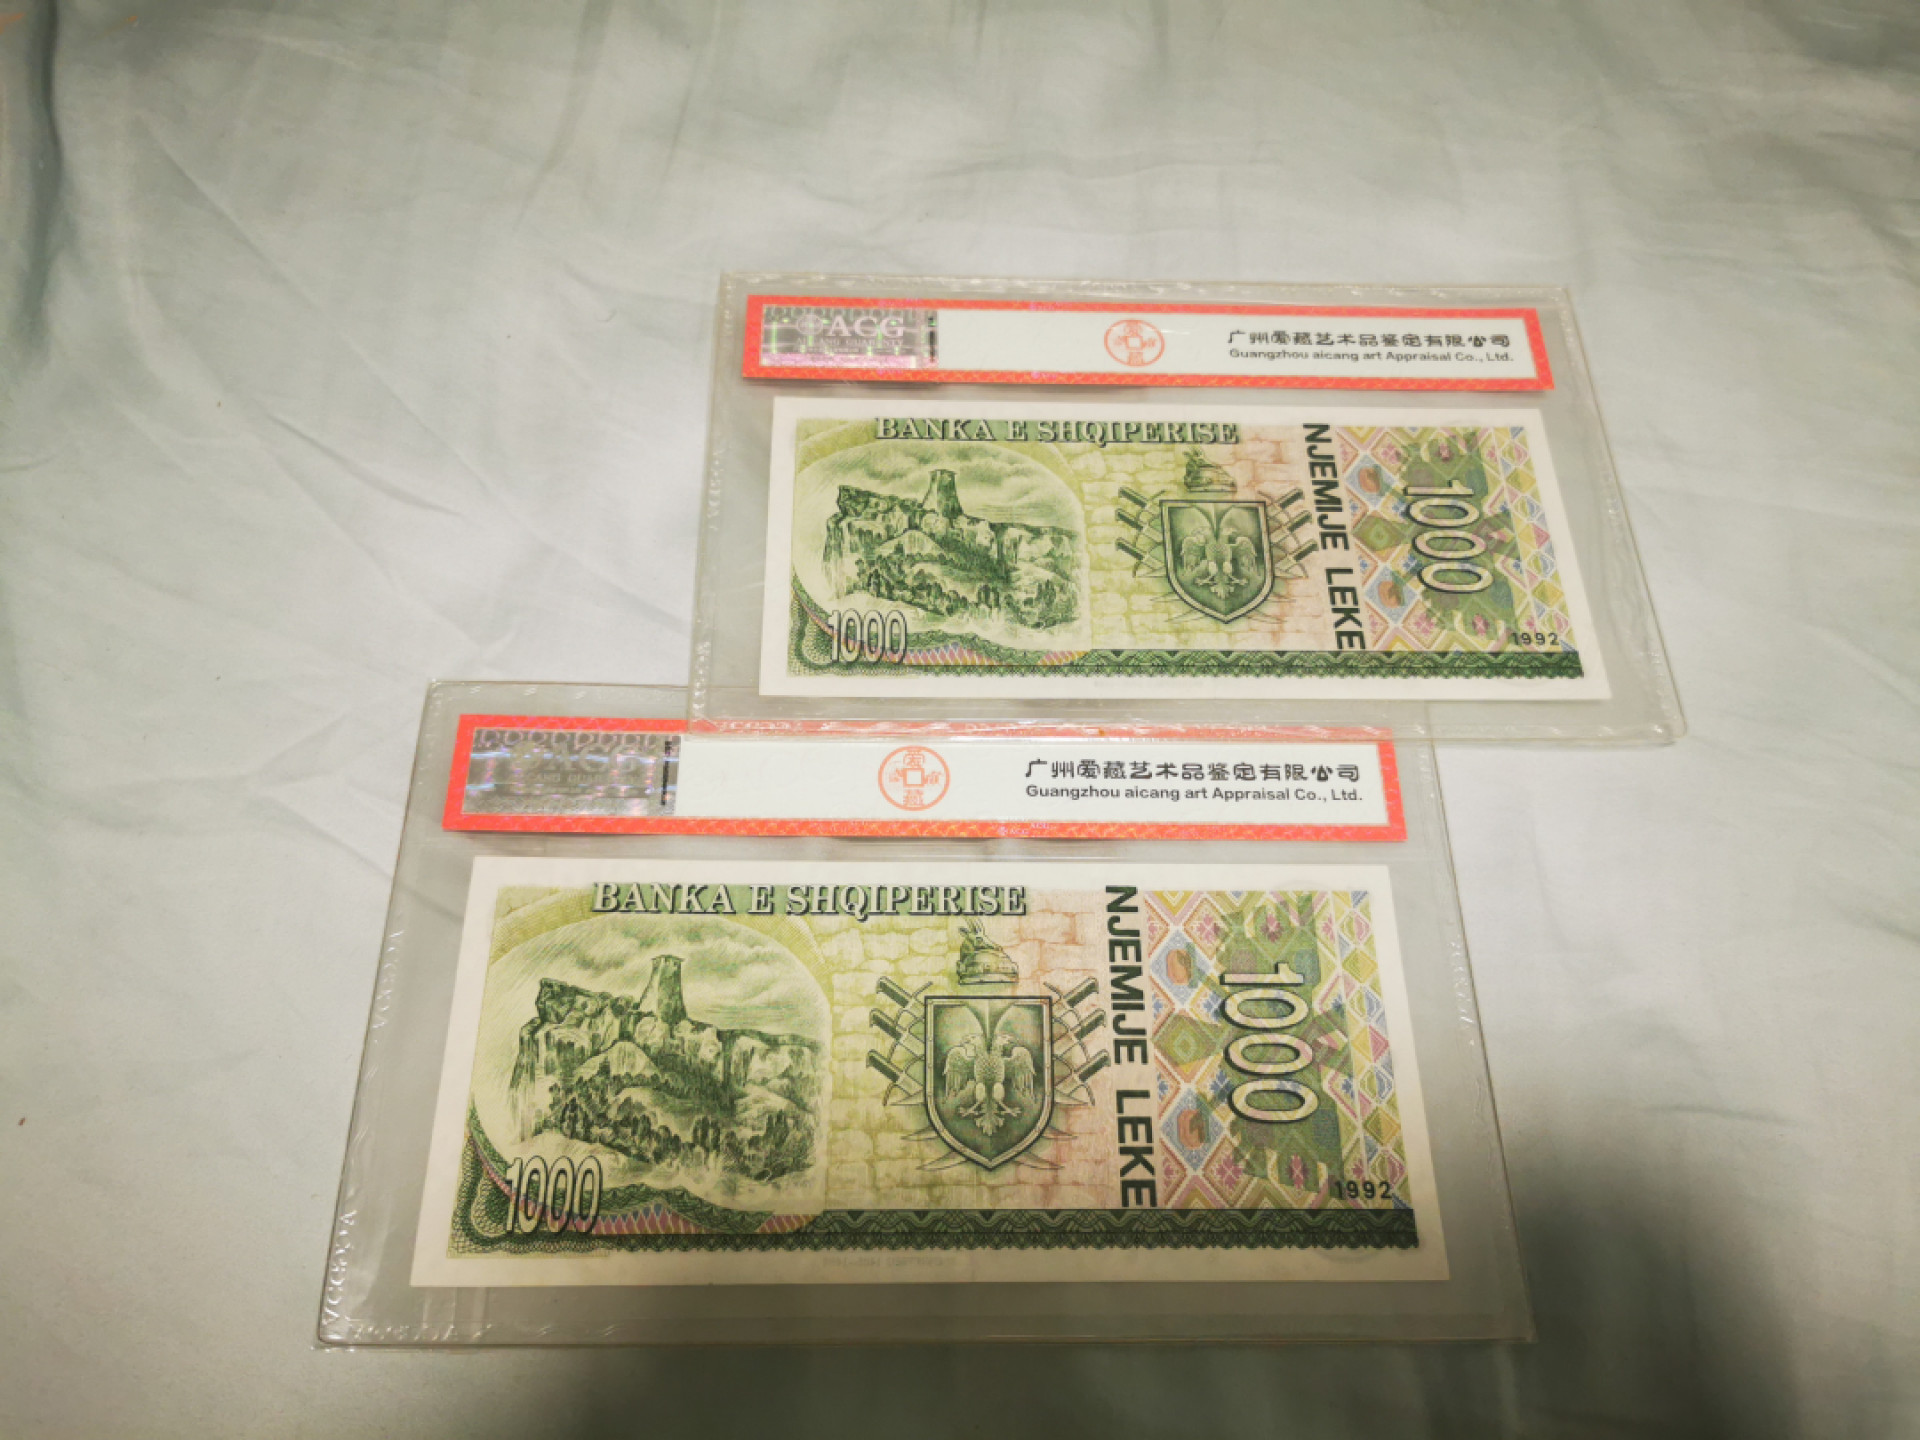 ACG
广州爱藏艺术品鉴定有限公司
Guangzhou aicang art Appraisal Co., Ltd.
BANKA E SHQIPERISE
NJEMIJE LEKE
1000
1000
1992
ACG
广州爱藏艺术品鉴定有限公司
Guangzhou aicang art Appraisal Co., Ltd.
BANKA E SHQIPERISE
NJEMIJE LEKE
1000
1000
1992